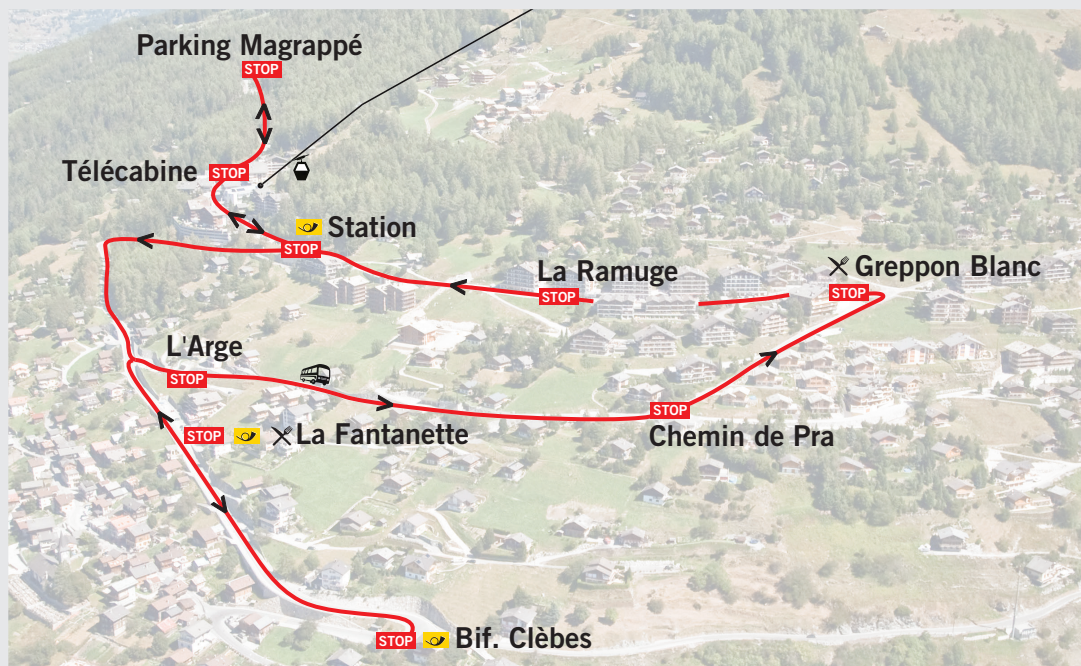 Parking Magrappé
STOP
Télécabine STOP
Station
STOP
La Ramuge
STOP
Greppon Blanc
STOP
L'Arge
STOP
STOP La Fantanette
STOP
Chemin de Pra
STOP Bif. Clèbes